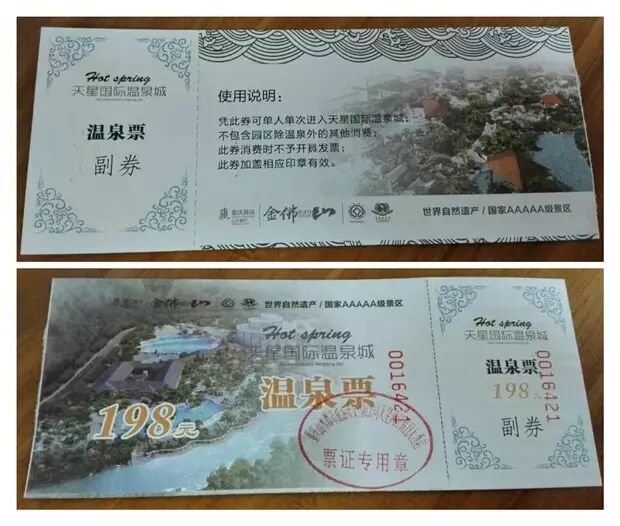 Hot spring
天星国际温泉城
温泉票
副券
使用说明:
凭此券可单人单次进入天星国际温泉城;
不包含园区除温泉外的其他消费;
此券消费时不予开具发票;
此券加盖相应印章有效。
金佛山
世界自然遗产/国家AAAAA级景区
金佛山
世界自然遗产/国家AAAAA级景区
Hot spring
天星国际温泉城
温泉票
198元
0016421
票证专用章
Hot spring
天星国际温泉城
温泉票
198元
副券
0016421